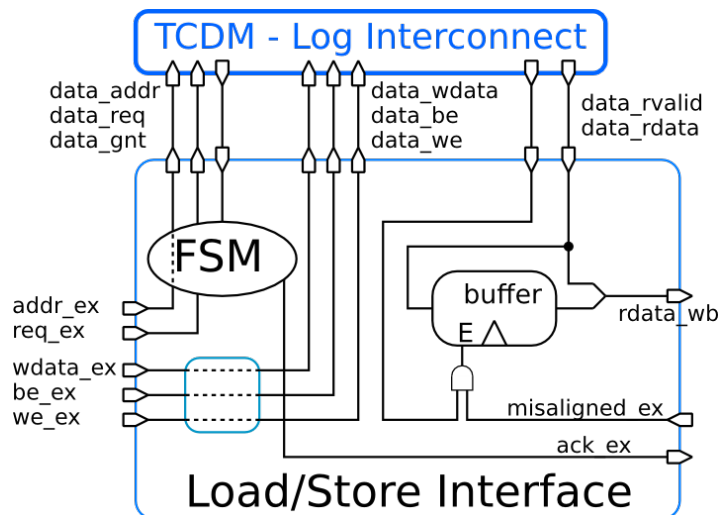 TCDM - Log Interconnect
data_addr
data_req
data_gnt
data_wdata
data_be
data_we
data_rvalid
data_rdata
FSM
buffer
E
addr_ex
req_ex
wdata_ex
be_ex
we_ex
rdata_wb
misaligned_ex
ack_ex
Load/Store Interface